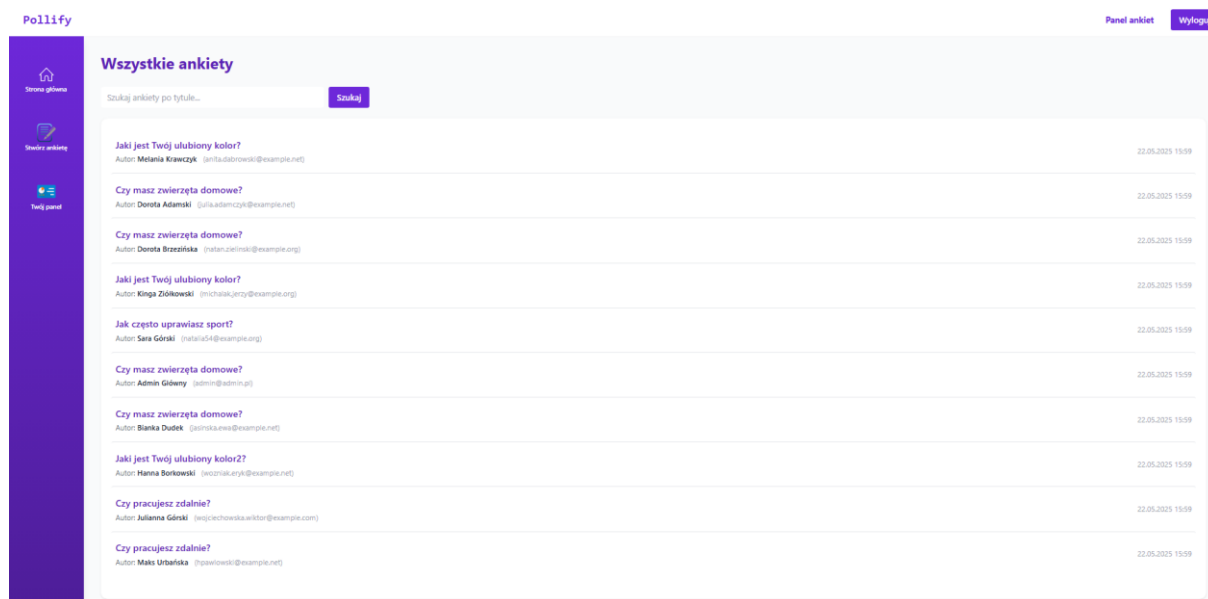 Pollify
Panel ankiet
Wylogu
Strona główna
Stwórz ankietę
Twój panel
Wszystkie ankiety
Szukaj ankiety po tytule...
Szukaj
Jaki jest Twój ulubiony kolor?
Autor: Melania Krawczyk (anita.dabrowski@example.net)
22.05.2025 15:59
Czy masz zwierzęta domowe?
Autor: Dorota Adamski (julia.adamczyk@example.net)
22.05.2025 15:59
Czy masz zwierzęta domowe?
Autor: Dorota Brzezińska (natan.zielinski@example.org)
22.05.2025 15:59
Jaki jest Twój ulubiony kolor?
Autor: Kinga Ziółkowski (michalak.jerzy@example.org)
22.05.2025 15:59
Jak często uprawiasz sport?
Autor: Sara Górski (natalia54@example.org)
22.05.2025 15:59
Czy masz zwierzęta domowe?
Autor: Admin Główny (admin@admin.pl)
22.05.2025 15:59
Czy masz zwierzęta domowe?
Autor: Bianka Dudek (jasinska.ewa@example.net)
22.05.2025 15:59
Jaki jest Twój ulubiony kolor2?
Autor: Hanna Borkowski (wozniak.eryk@example.net)
22.05.2025 15:59
Czy pracujesz zdalnie?
Autor: Julianna Górski (wojciechowska.wiktor@example.com)
22.05.2025 15:59
Czy pracujesz zdalnie?
Autor: Maks Urbańska (hpawlowski@example.net)
22.05.2025 15:59